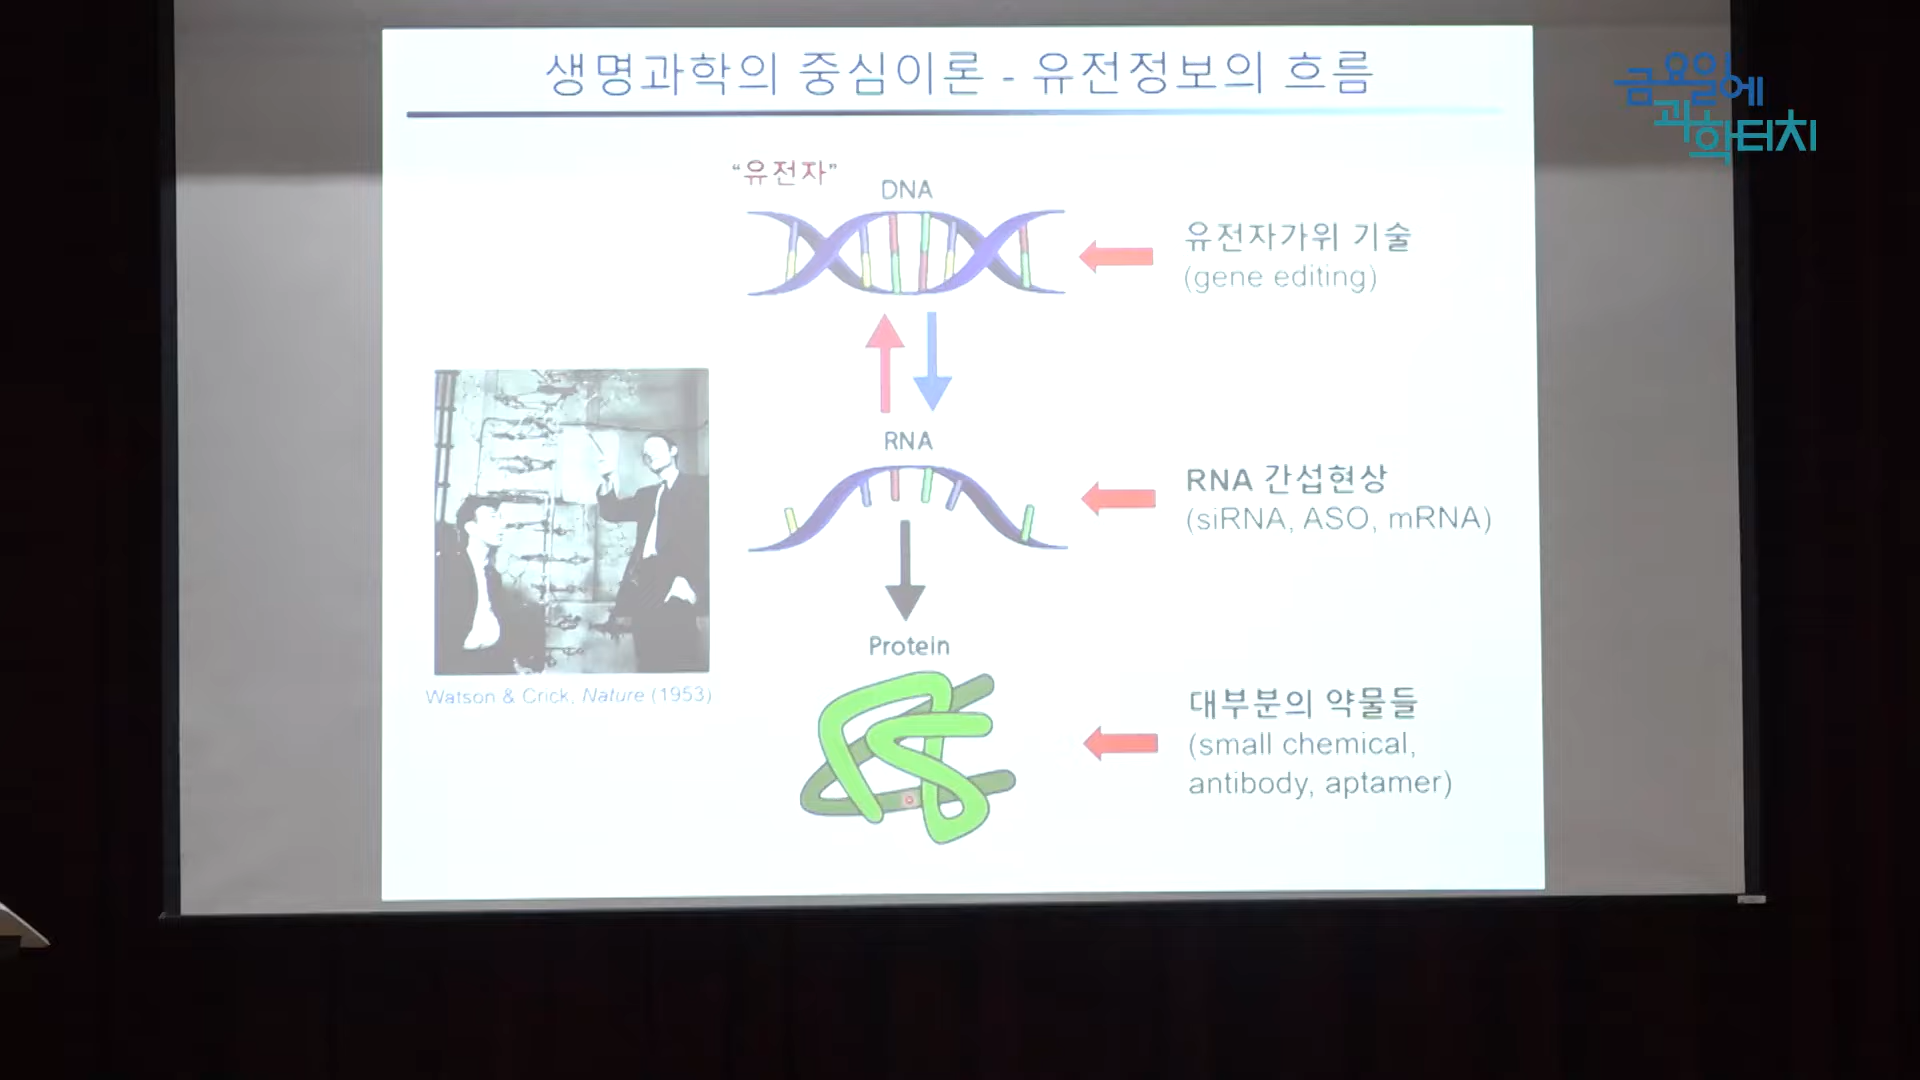 생명과학의 중심이론 - 유전정보의 흐름
금요일에
과학터치
“유전자”
DNA
유전자가위 기술
(gene editing)
RNA
RNA 간섭현상
(siRNA, ASO, mRNA)
Protein
Watson & Crick, Nature (1953)
대부분의 약물들
(small chemical,
antibody, aptamer)